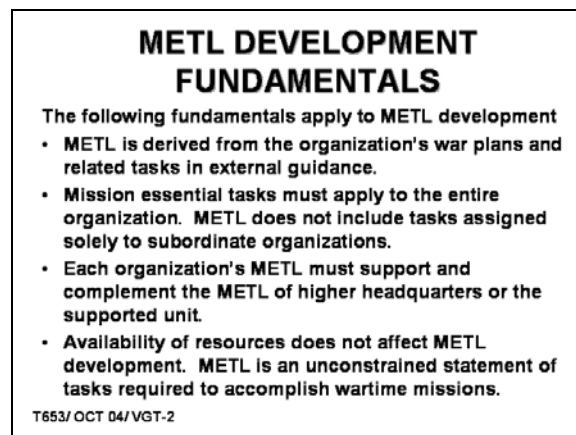 METL DEVELOPMENT
FUNDAMENTALS
The following fundamentals apply to METL development
• METL is derived from the organization's war plans and
related tasks in external guidance.
• Mission essential tasks must apply to the entire
organization. METL does not include tasks assigned
solely to subordinate organizations.
• Each organization's METL must support and
complement the METL of higher headquarters or the
supported unit.
• Availability of resources does not affect METL
development. METL is an unconstrained statement of
tasks required to accomplish wartime missions.
T653/ OCT 04/ VGT-2